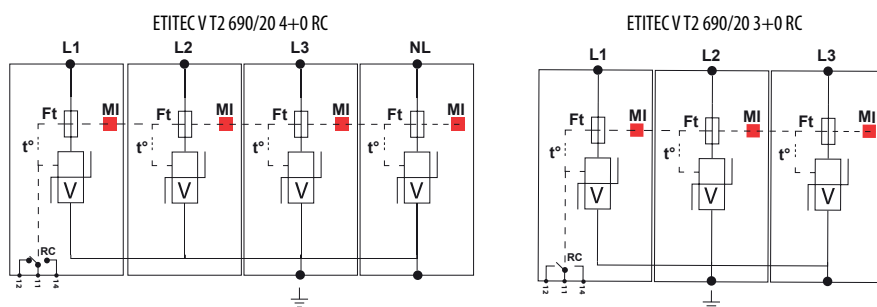 ETITEC V T2 690/20 4+0 RC
L1 L2 L3 NL
Ft MI Ft MI Ft MI Ft MI
t° t° t° t°
V V V V
RC
12 11 14
ETITEC V T2 690/20 3+0 RC
L1 L2 L3
Ft MI Ft MI Ft MI
t° t° t°
V V V
RC
12 11 14